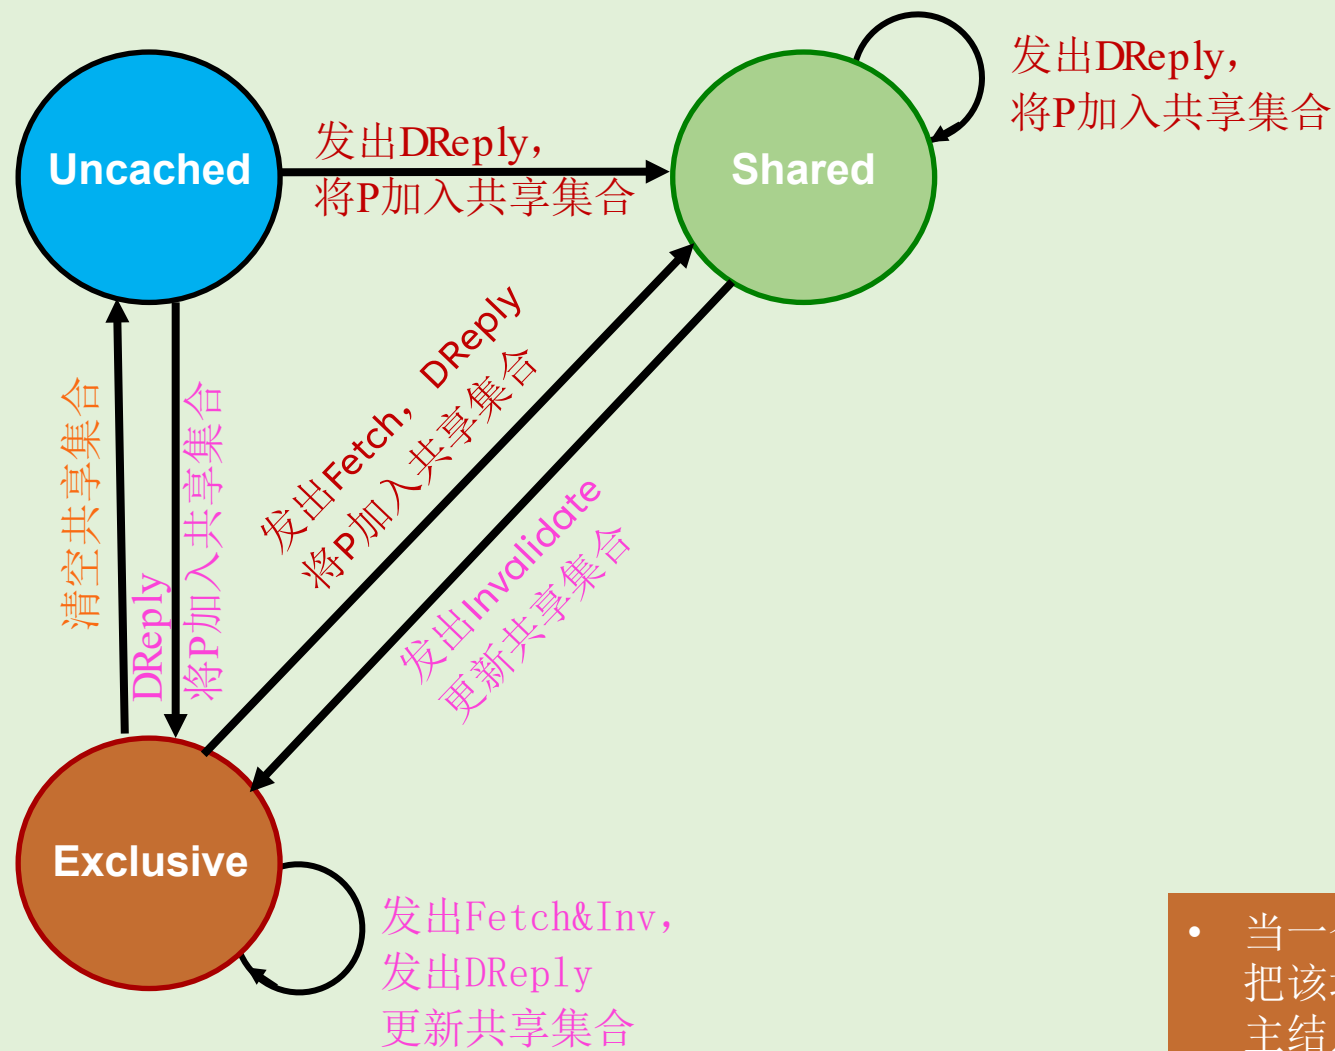 Uncached
发出DReply，
将P加入共享集合
Shared
发出DReply，
将P加入共享集合
清空共享集合
DReply
将P加入共享集合
发出Fetch，DReply
将P加入共享集合
发出Invalidate
更新共享集合
Exclusive
发出Fetch&Inv，
发出DReply
更新共享集合
• 当一
把该
主结